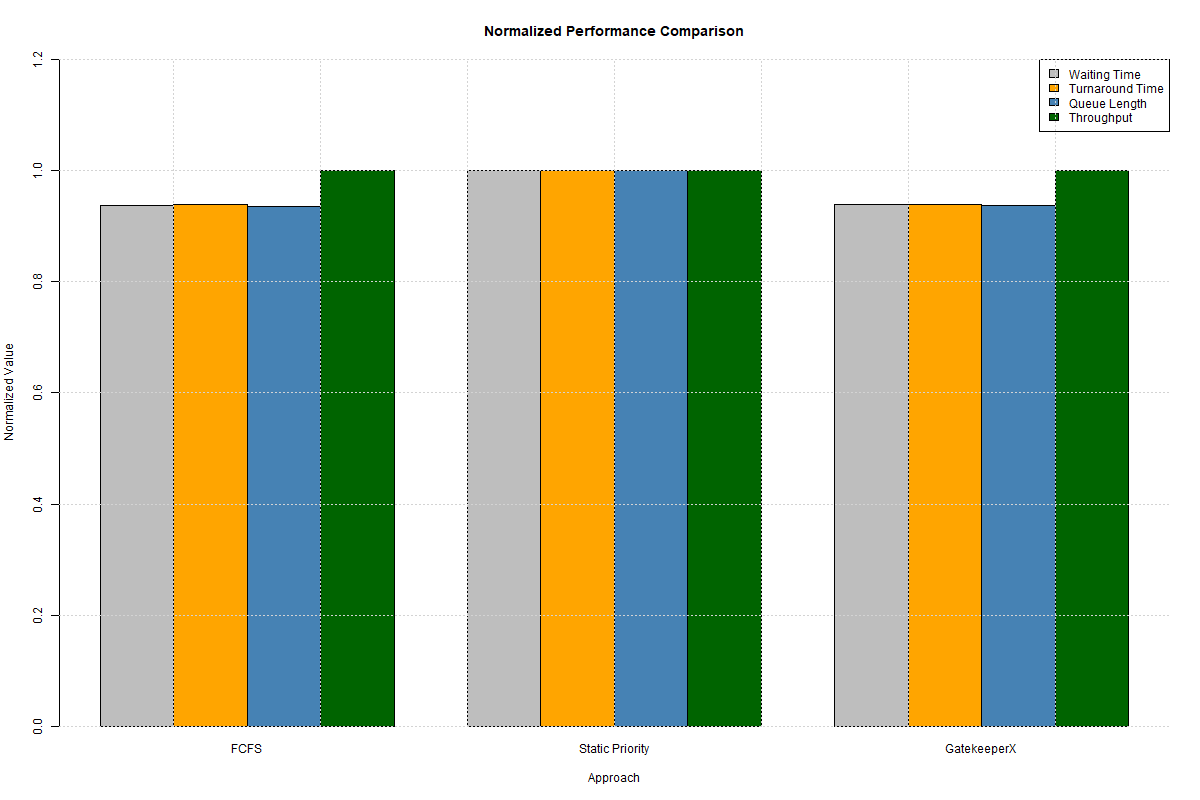 Normalized Performance Comparison
Waiting Time
Turnaround Time
Queue Length
Throughput
Normalized Value
1.2
1.0
0.8
0.6
0.4
0.2
0.0
FCFS
Static Priority
GatekeeperX
Approach